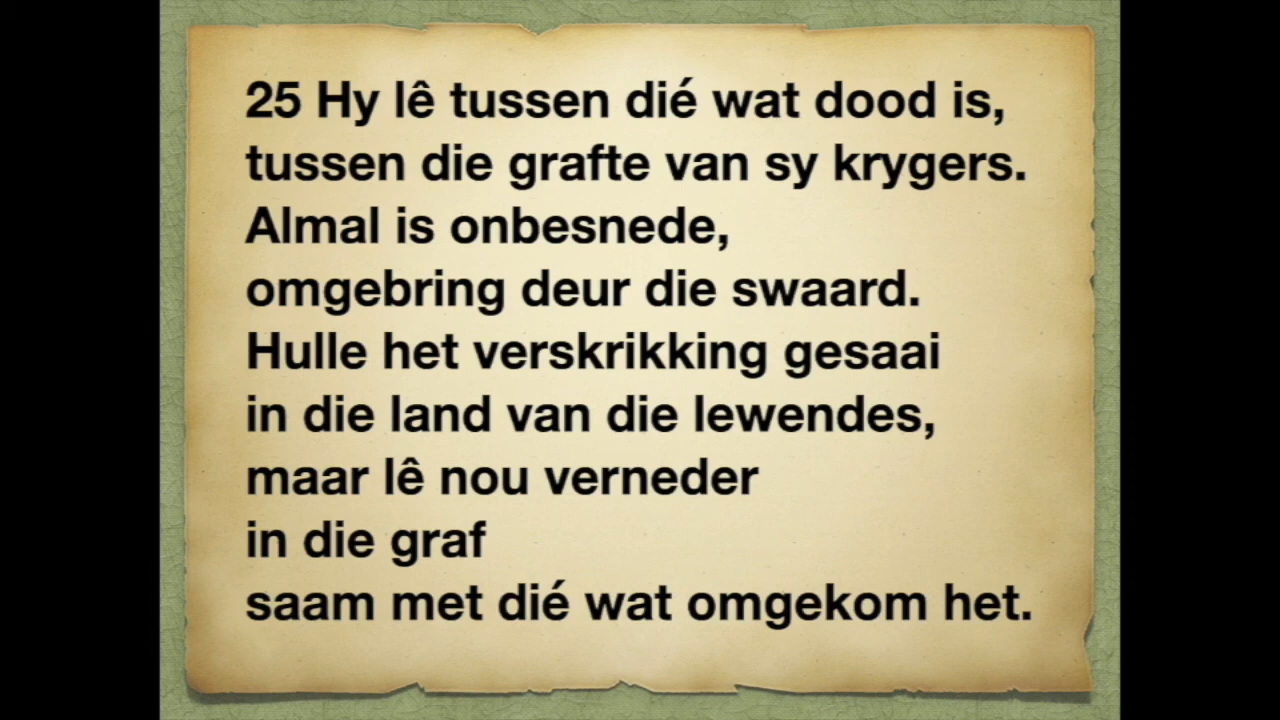 25 Hy lê tussen dié wat dood is,
tussen die grafte van sy krygers.
Almal is onbesnede,
omgebring deur die swaard.
Hulle het verskrikking gesaai
in die land van die lewendes,
maar lê nou verneder
in die graf
saam met dié wat omgekom het.